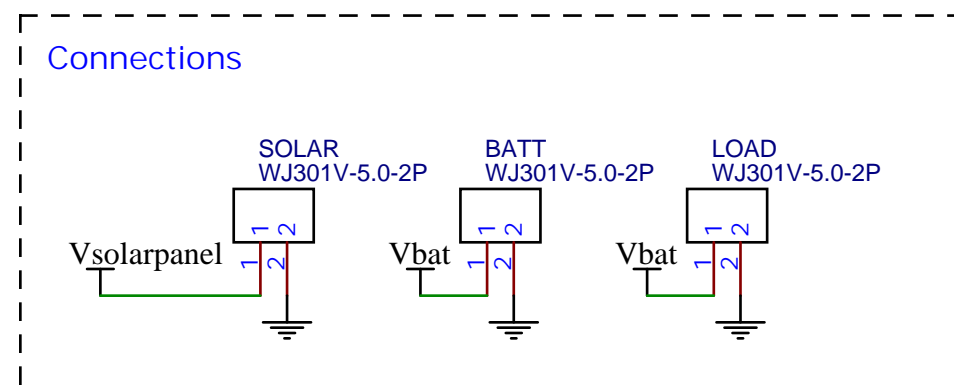 Connections
SOLAR
WJ301V-5.0-2P
BATT
WJ301V-5.0-2P
LOAD
WJ301V-5.0-2P
1 2
1 2
1 2
Vsolarpanel
1 2
Vbat
1 2
Vbat
1 2